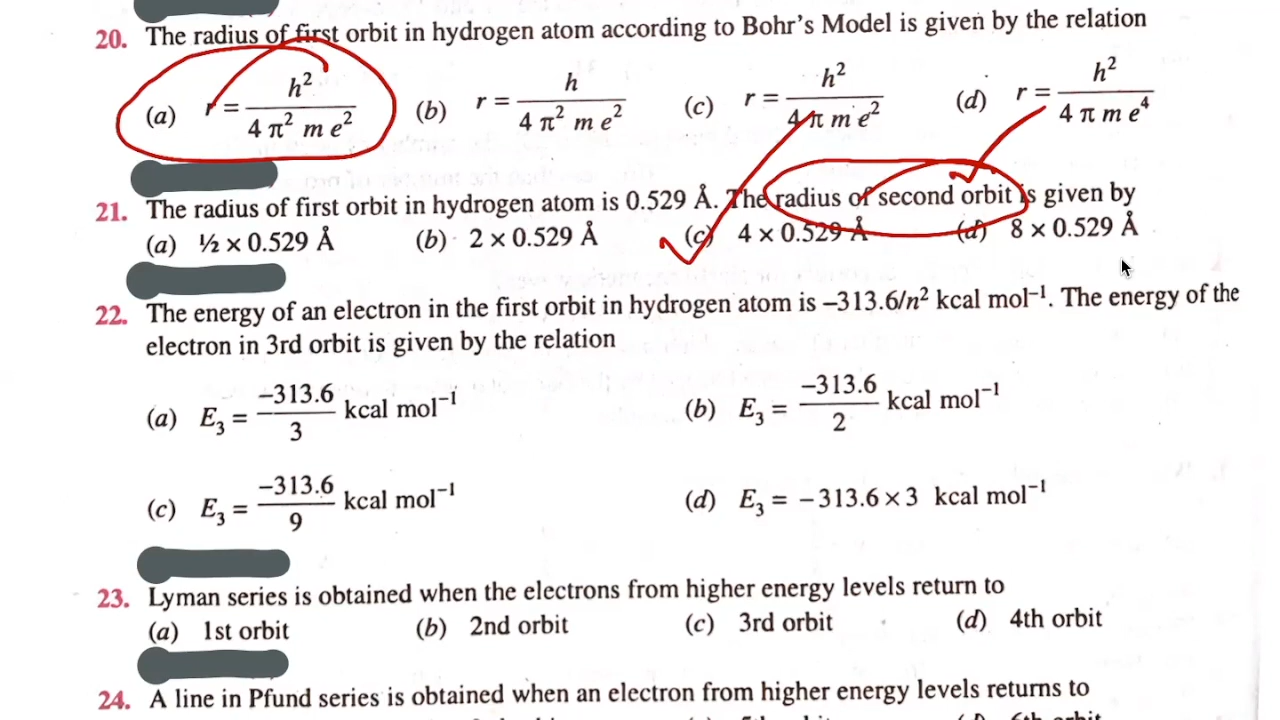 20. The radius of first orbit in hydrogen atom according to Bohr's Model is given by the relation
(a) r = h² / 4 π² m e² (b) r = h / 4 π² m e² (c) r = h² / 4 π m e² (d) r = h² / 4 π m e⁴
21. The radius of first orbit in hydrogen atom is 0.529 Å. The radius of second orbit is given by
(a) ½ × 0.529 Å (b) 2 × 0.529 Å (c) 4 × 0.529 Å (d) 8 × 0.529 Å
22. The energy of an electron in the first orbit in hydrogen atom is –313.6/n² kcal mol⁻¹. The energy of the
electron in 3rd orbit is given by the relation
(a) E₃ = –313.6 / 3 kcal mol⁻¹ (b) E₃ = –313.6 / 2 kcal mol⁻¹
(c) E₃ = –313.6 / 9 kcal mol⁻¹ (d) E₃ = – 313.6 × 3 kcal mol⁻¹
23. Lyman series is obtained when the electrons from higher energy levels return to
(a) 1st orbit (b) 2nd orbit (c) 3rd orbit (d) 4th orbit
24. A line in Pfund series is obtained when an electron from higher energy levels returns to